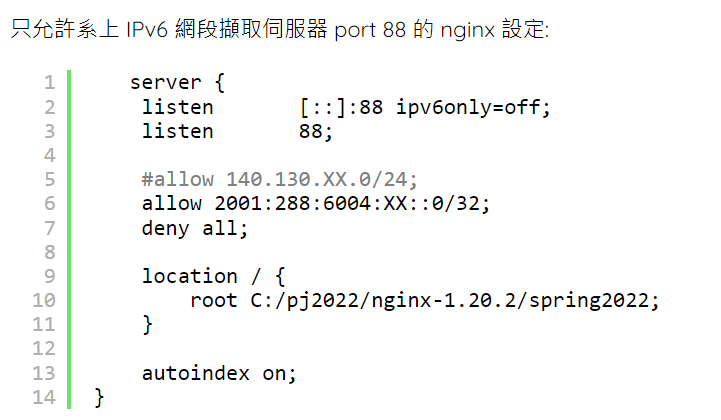 只允許系上 IPv6 網段擷取伺服器 port 88 的 nginx 設定:
1 server {
2 listen [::]:88 ipv6only=off;
3 listen 88;
4
5 #allow 140.130.XX.0/24;
6 allow 2001:288:6004:XX::0/32;
7 deny all;
8
9 location / {
10 root C:/pj2022/nginx-1.20.2/spring2022;
11 }
12
13 autoindex on;
14 }